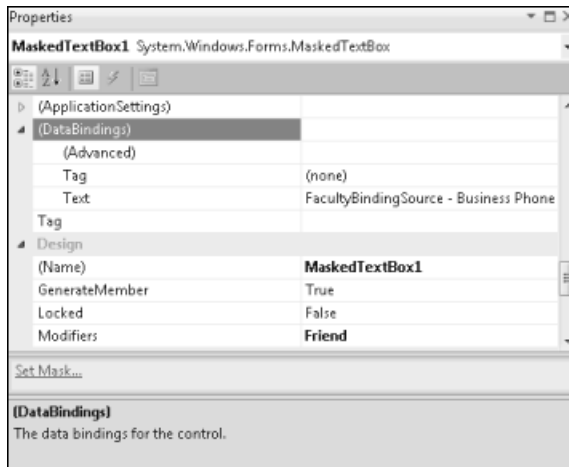 Properties
MaskedTextBox1 System.Windows.Forms.MaskedTextBox
(ApplicationSettings)
(DataBindings)
(Advanced)
Tag (none)
Text FacultyBindingSource - Business Phone
Tag
Design
(Name) MaskedTextBox1
GenerateMember True
Locked False
Modifiers Friend
Set Mask...
(DataBindings)
The data bindings for the control.